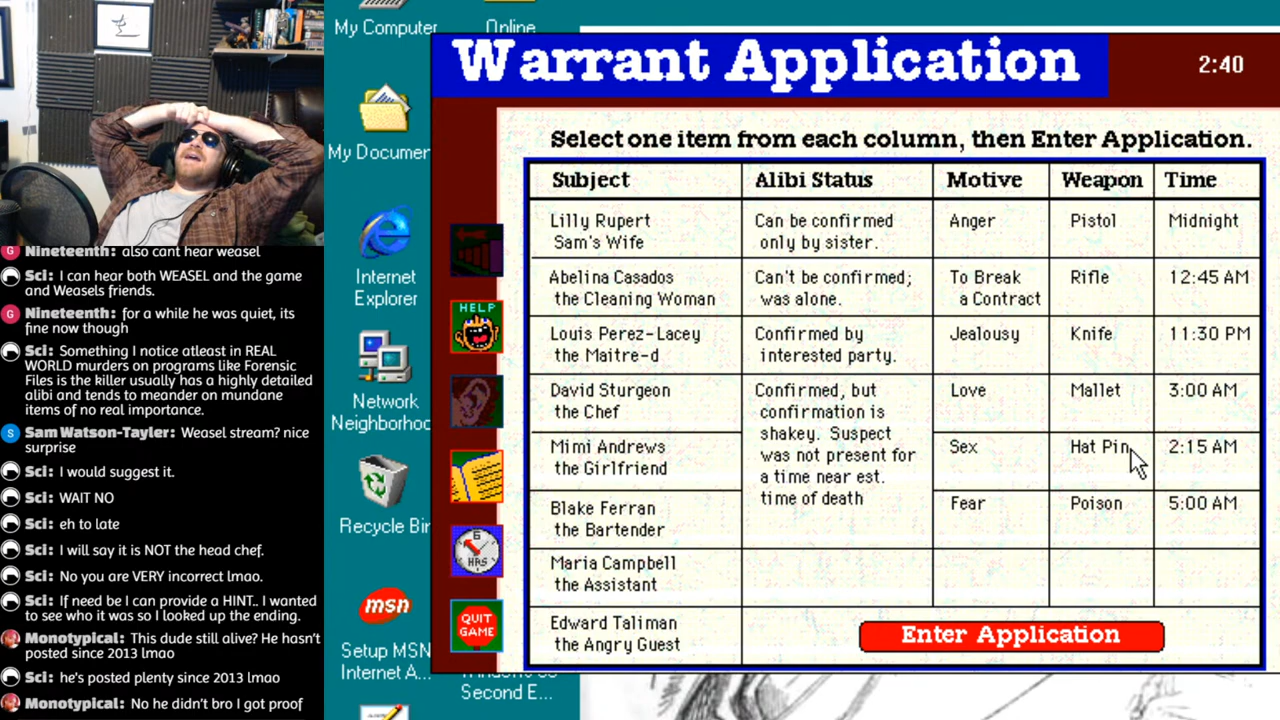 Nineteenth: also cant hear weasel
Sci: I can hear both WEASEL and the game
and Weasels friends.
Nineteenth: for a while he was quiet, its
fine now though
Sci: Something I notice atleast in REAL
WORLD murders on programs like Forensic
Files is the killer usually has a highly detailed
alibi and tends to meander on mundane
items of no real importance.
Sam Watson-Tayler: Weasel stream? nice
surprise
Sci: I would suggest it.
Sci: WAIT NO
Sci: eh to late
Sci: I will say it is NOT the head chef.
Sci: No you are VERY incorrect lmao.
Sci: If need be I can provide a HINT.. I wanted
to see who it was so I looked up the ending.
Monotypical: This dude still alive? He hasn't
posted since 2013 lmao
Sci: he's posted plenty since 2013 lmao
Monotypical: No he didn't bro I got proof
My Computer
Online
My Documen
Internet
Explorer
Network
Neighborhoo
Recycle Bin
msn
Setup MSN
Internet A...
Second E...
Warrant Application
2:40
Select one item from each column, then Enter Application.
Subject Alibi Status Motive Weapon Time
Lilly Rupert
Sam's Wife
Abelina Casados
the Cleaning Woman
Louis Perez-Lacey
the Maitre-d
David Sturgeon
the Chef
Mimi Andrews
the Girlfriend
Blake Ferran
the Bartender
Maria Campbell
the Assistant
Edward Taliman
the Angry Guest
Can be confirmed
only by sister.
Can't be confirmed;
was alone.
Confirmed by
interested party.
Confirmed, but
confirmation is
shakey. Suspect
was not present for
a time near est.
time of death
Anger
To Break
a Contract
Jealousy
Love
Sex
Fear
Pistol
Rifle
Knife
Mallet
Hat Pin
Poison
Midnight
12:45 AM
11:30 PM
3:00 AM
2:15 AM
5:00 AM
Enter Application
HELP
6
HRS
QUIT
GAME